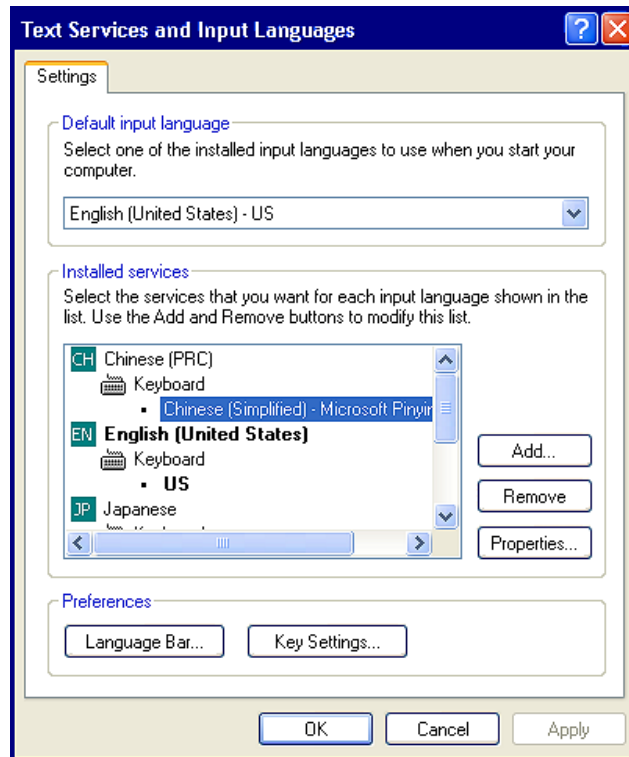 Text Services and Input Languages
Settings
Default input language
Select one of the installed input languages to use when you start your
computer.
English (United States) - US
Installed services
Select the services that you want for each input language shown in the
list. Use the Add and Remove buttons to modify this list.
CH Chinese (PRC)
Keyboard
Chinese (Simplified) - Microsoft Pinyin
EN English (United States)
Keyboard
US
JP Japanese
Add...
Remove
Properties...
Preferences
Language Bar...
Key Settings...
OK
Cancel
Apply